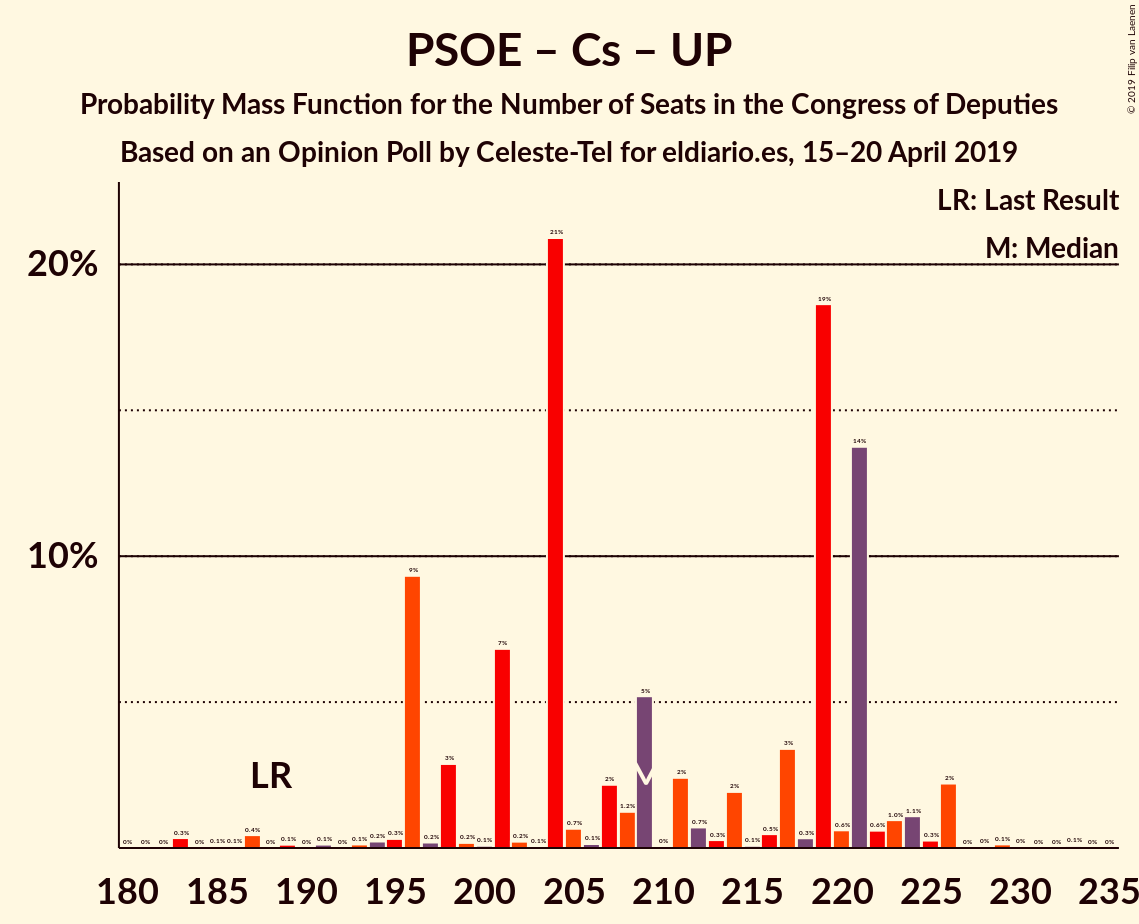 PSOE – Cs – UP
Probability Mass Function for the Number of Seats in the Congress of Deputies
Based on an Opinion Poll by Celeste-Tel for eldiario.es, 15–20 April 2019
© 2019 Filip van Laenen
LR: Last Result
M: Median
20%
10%
LR
0% 0% 0% 0.3% 0% 0.1% 0.1% 0.4% 0% 0.1% 0% 0.1% 0% 0.1% 0.2% 0.3% 9% 0.2% 3% 0.2% 0.1% 7% 0.2% 0.1% 21% 0.7% 0.1% 2% 1.2% 5% 0% 2% 0.7% 0.3% 2% 0.1% 0.5% 3% 0.3% 19% 0.6% 14% 0.6% 1.0% 1.1% 0.3% 2% 0% 0% 0.1% 0% 0% 0% 0.1% 0% 0%
180 185 190 195 200 205 210 215 220 225 230 235